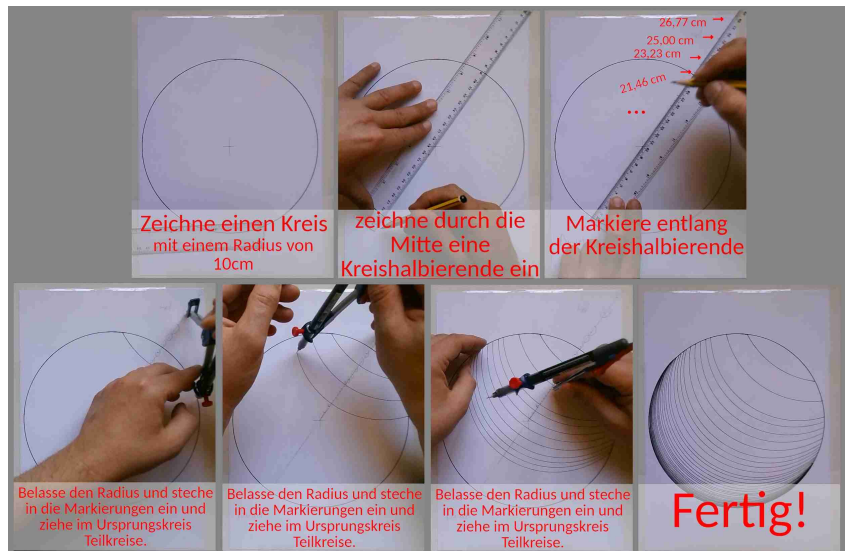 Zeichne einen Kreis
mit einem Radius von
10cm
zeichne durch die
Mitte eine
Kreishalbierende ein
26,77 cm
25,00 cm
23,23 cm
21,46 cm
...
Markiere entlang
der Kreishalbierende
Belasse den Radius und steche
in die Markierungen ein und
ziehe im Ursprungskreis
Teilkreise.
Belasse den Radius und steche
in die Markierungen ein und
ziehe im Ursprungskreis
Teilkreise.
Belasse den Radius und steche
in die Markierungen ein und
ziehe im Ursprungskreis
Teilkreise.
Fertig!